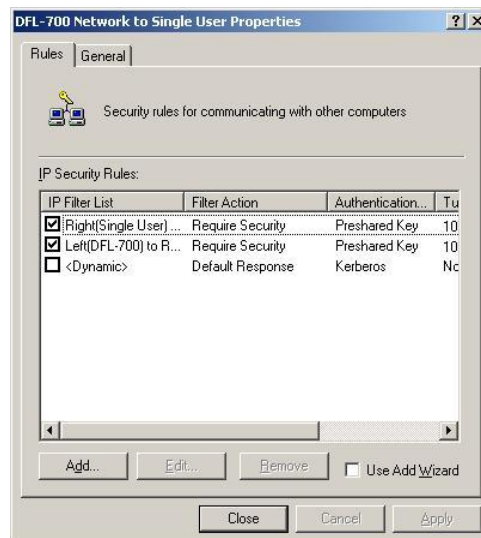 DFL-700 Network to Single User Properties
Rules General
Security rules for communicating with other computers
IP Security Rules:
IP Filter List Filter Action Authentication... Tu
Right(Single User) ... Require Security Preshared Key 10
Left(DFL-700) to R... Require Security Preshared Key 10
<Dynamic> Default Response Kerberos No
Add... Edit... Remove Use Add Wizard
Close Cancel Apply